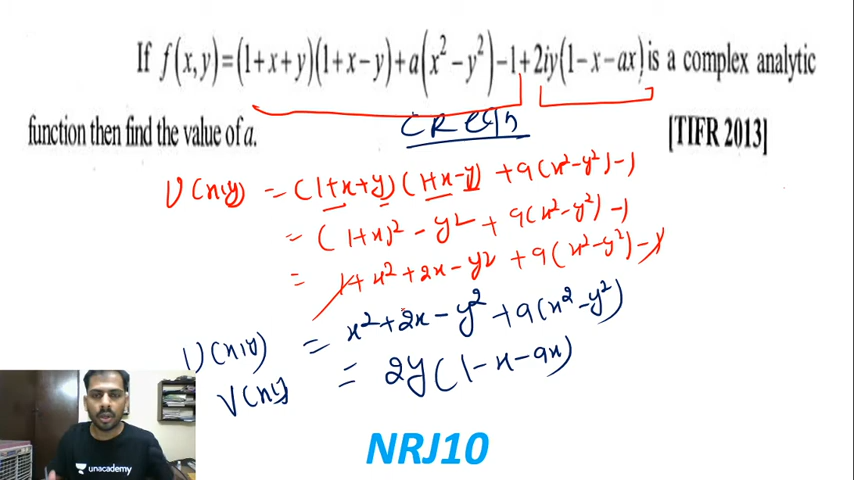 If f(x,y)=(1+x+y)(1+x−y)+a(x²−y²)−1+2iy(1−x−ax) is a complex analytic
function then find the value of a.
[TIFR 2013]
CR eqn
U(x,y) = (1+x+y)(1+x-y) + a(x²-y²)-1
= (1+x)² - y² + a(x²-y²)-1
= 1+x²+2x-y² + a(x²-y²)-1
U(x,y) = x²+2x-y² + a(x²-y²)
V(x,y) = 2y(1-x-ax)
unacademy
NRJ10